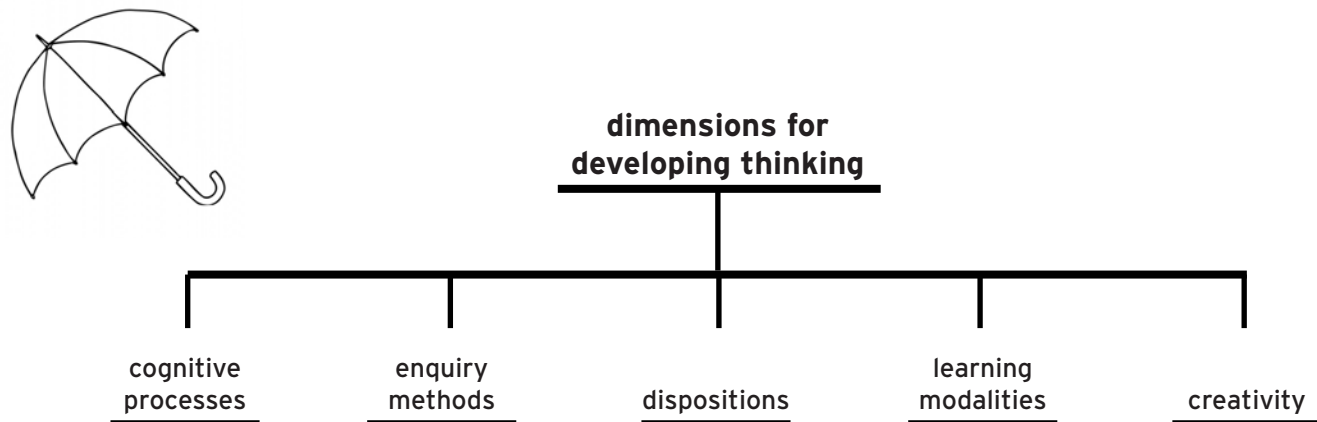 dimensions for
developing thinking
cognitive
processes
enquiry
methods
dispositions
learning
modalities
creativity